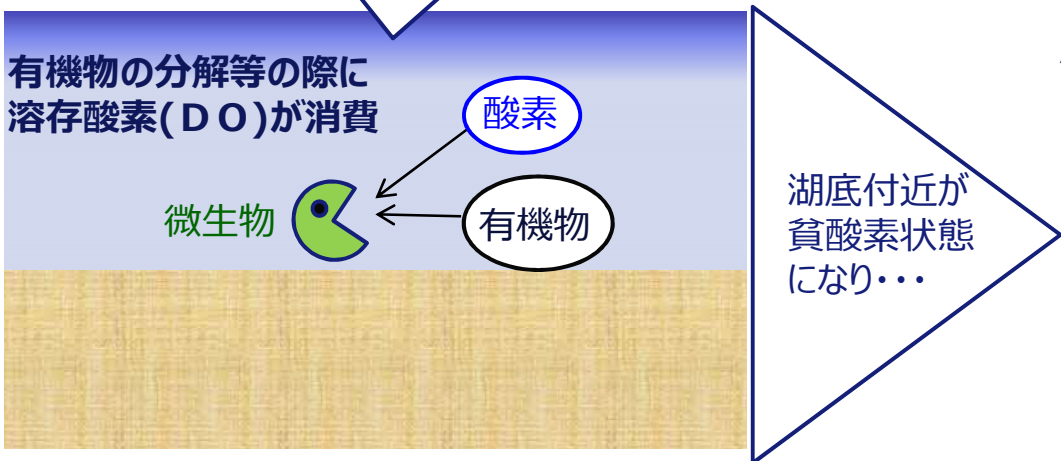 有機物の分解等の際に
溶存酸素(ＤＯ)が消費
酸素
微生物
有機物
湖底付近が
貧酸素状態
になり・・・